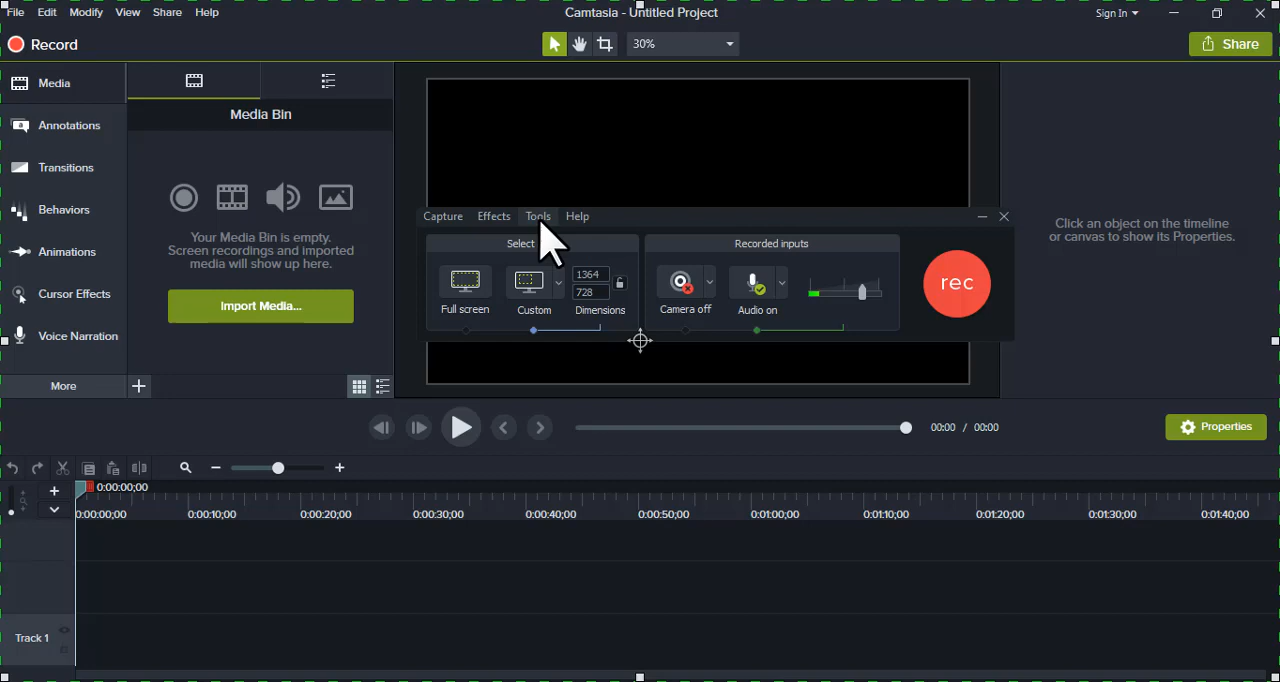 File Edit Modify View Share Help
Camtasia - Untitled Project
Sign In
Record
30%
Share
Media
Annotations
Transitions
Behaviors
Animations
Cursor Effects
Voice Narration
More
Media Bin
Your Media Bin is empty.
Screen recordings and imported
media will show up here.
Import Media...
Capture Effects Tools Help
Select
Recorded inputs
Full screen
Custom
1364
728
Dimensions
Camera off
Audio on
rec
Click an object on the timeline
or canvas to show its Properties.
00:00 / 00:00
Properties
0:00:00;00
0:00:00;00 0:00:10;00 0:00:20;00 0:00:30;00 0:00:40;00 0:00:50;00 0:01:00;00 0:01:10;00 0:01:20;00 0:01:30;00 0:01:40;00
Track 1